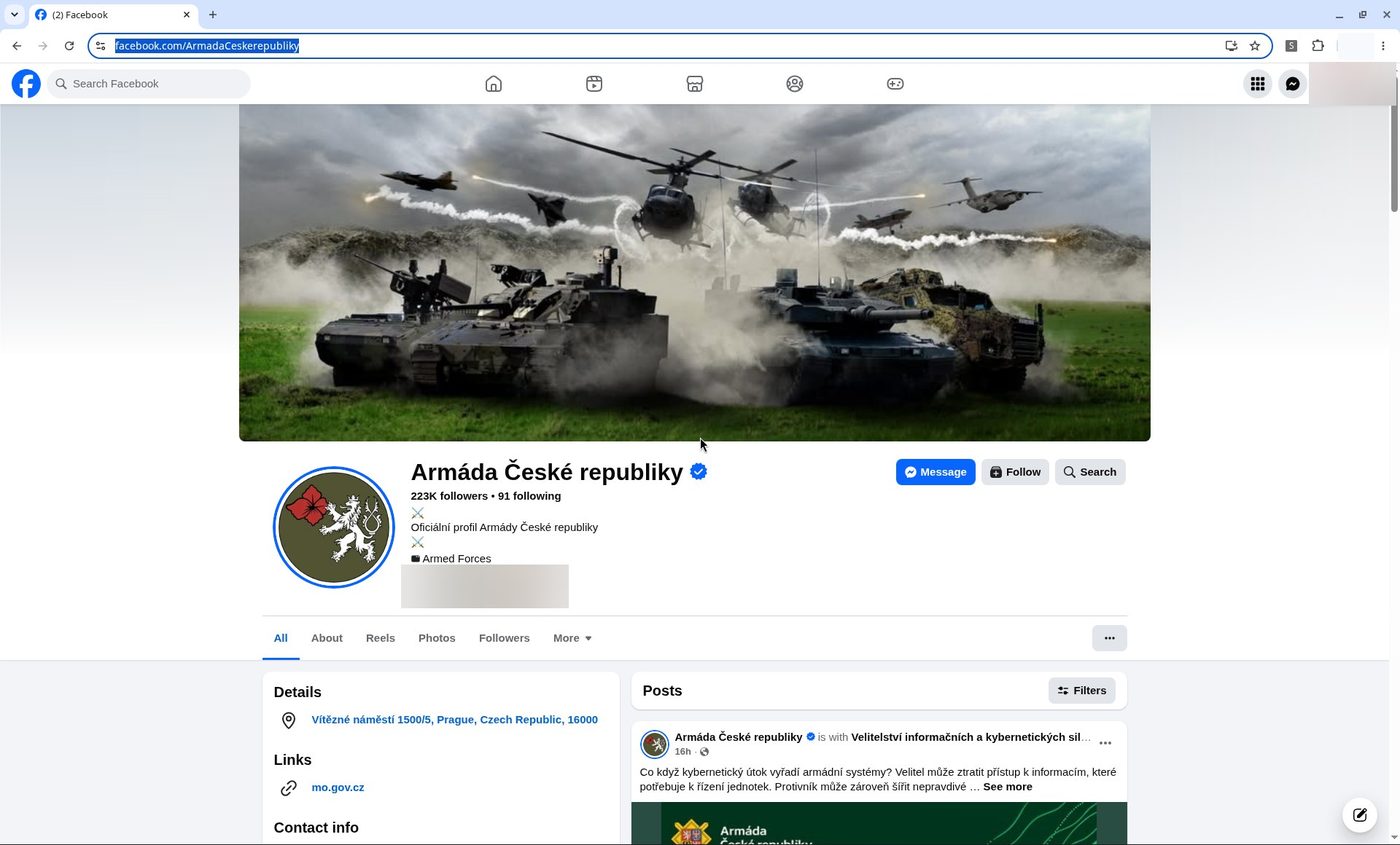 (2) Facebook
facebook.com/ArmadaCeskerepubliky
S
Search Facebook
Armáda České republiky
Message
Follow
Search
223K followers • 91 following
⚔️
Oficiální profil Armády České republiky
⚔️
Armed Forces
All
About
Reels
Photos
Followers
More
Details
Vítězné náměstí 1500/5, Prague, Czech Republic, 16000
Links
mo.gov.cz
Contact info
Posts
Filters
Armáda České republiky is with Velitelství informačních a kybernetických sil…
16h ·
Co když kybernetický útok vyřadí armádní systémy? Velitel může ztratit přístup k informacím, které
potřebuje k řízení jednotek. Protivník může zároveň šířit nepravdivé … See more
Armáda
České republiky